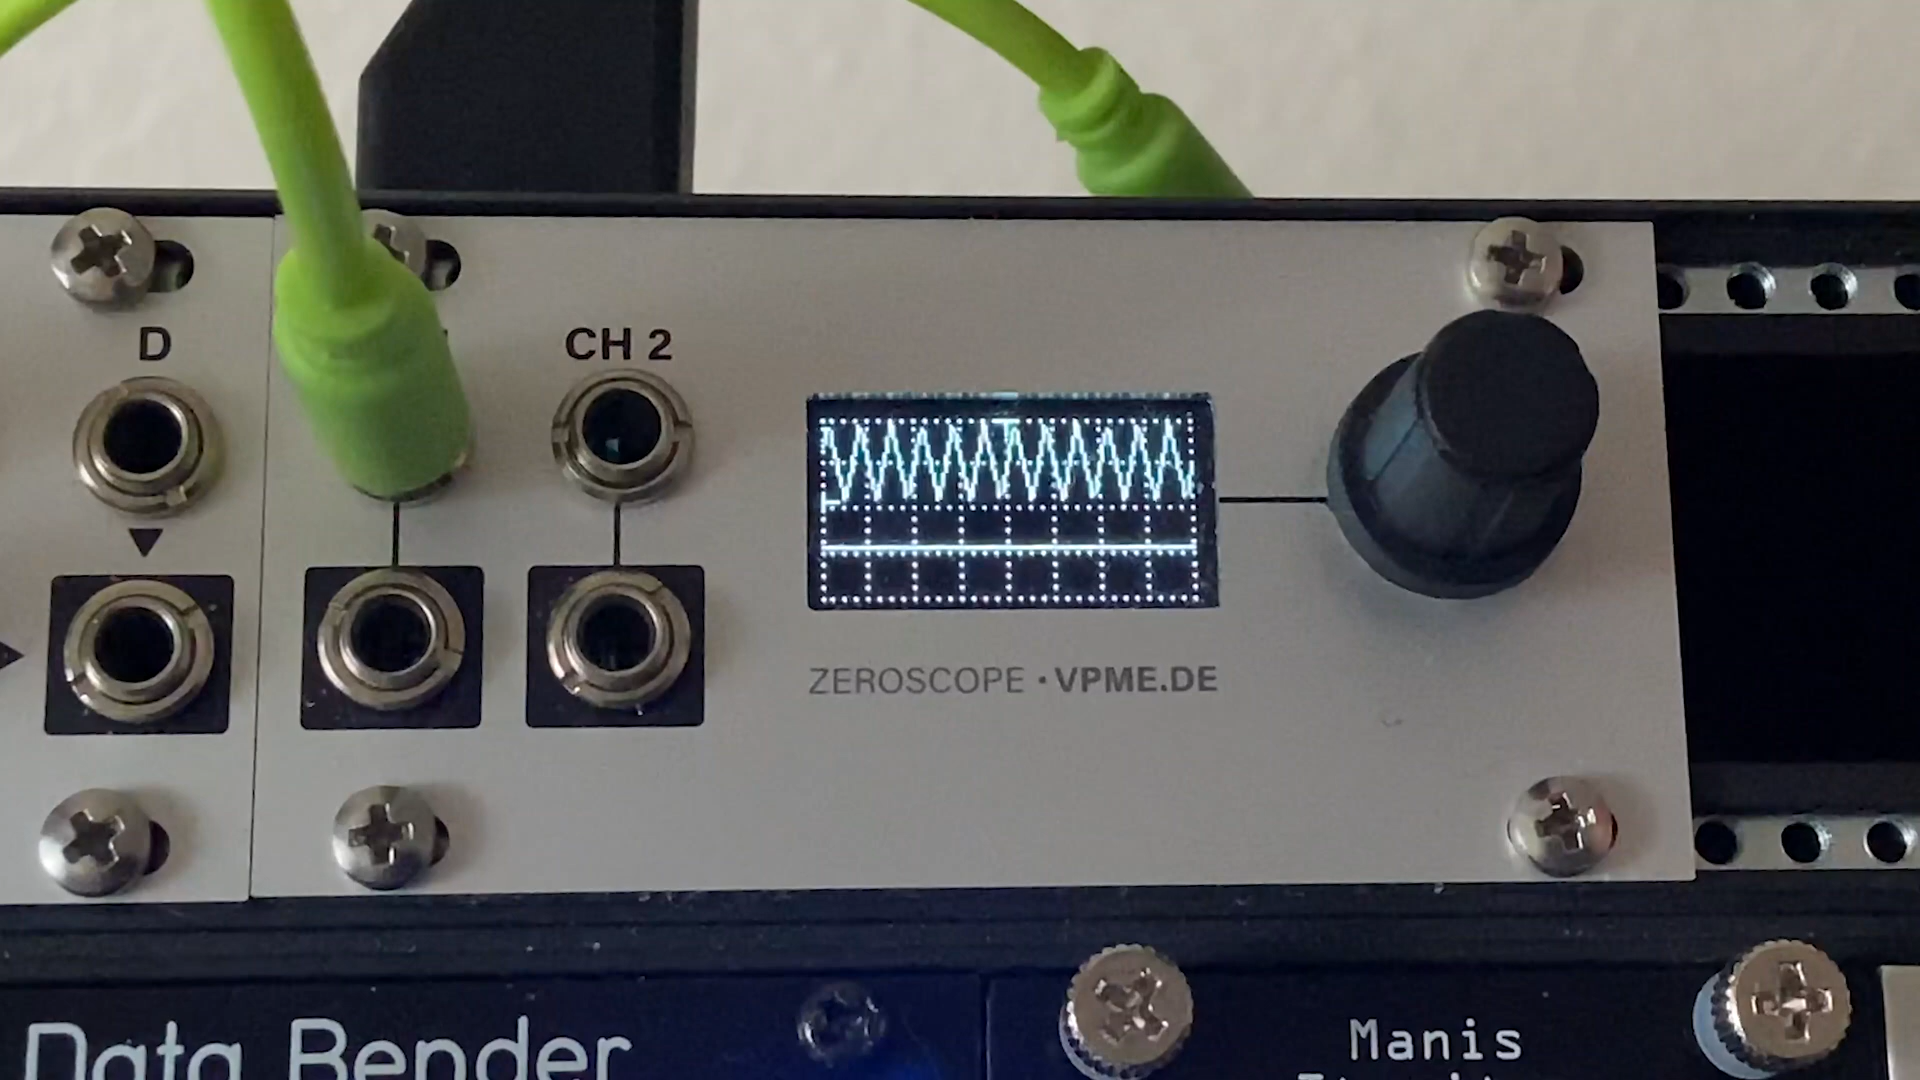 D
CH 2
ZEROSCOPE · VPME.DE
Data Bender
Manis